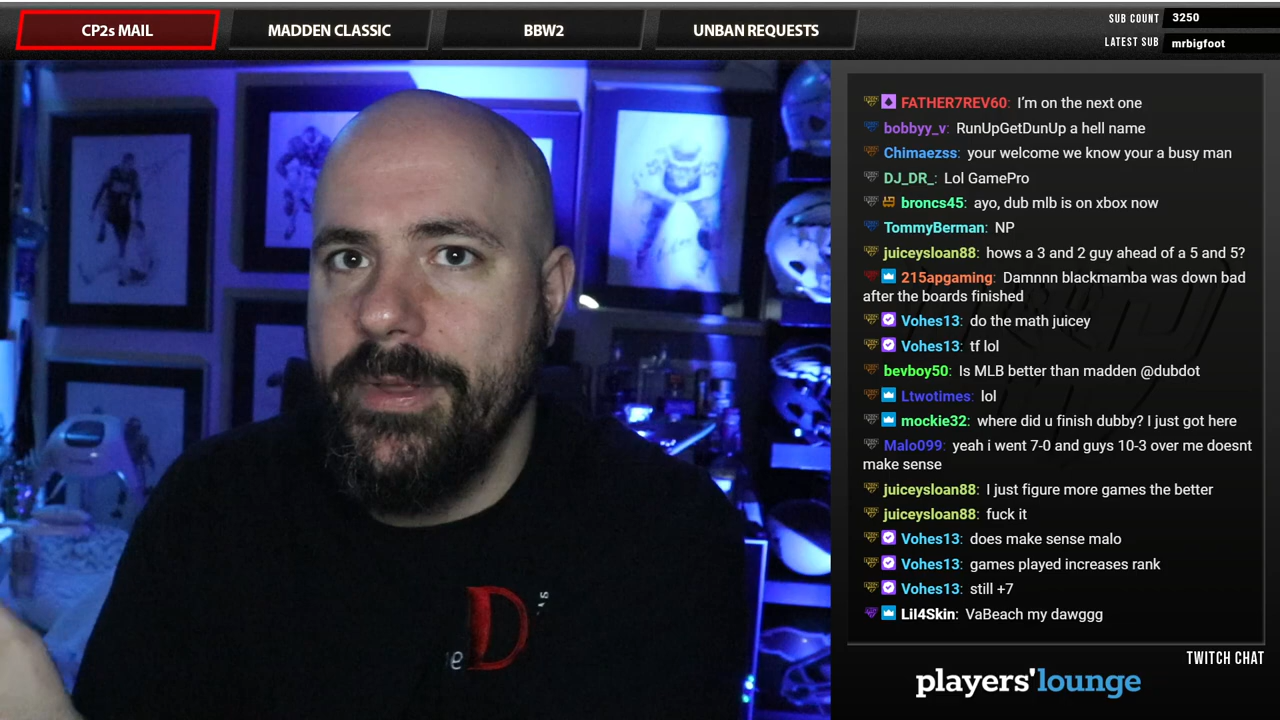 CP2s MAIL
MADDEN CLASSIC
BBW2
UNBAN REQUESTS
SUB COUNT 3250
LATEST SUB mrbigfoot
FATHER7REV60: I'm on the next one
bobbyy_v: RunUpGetDunUp a hell name
Chimaezss: your welcome we know your a busy man
DJ_DR_: Lol GamePro
broncs45: ayo, dub mlb is on xbox now
TommyBerman: NP
juiceysloan88: hows a 3 and 2 guy ahead of a 5 and 5?
215apgaming: Damnnn blackmamba was down bad
after the boards finished
Vohes13: do the math juicey
Vohes13: tf lol
bevboy50: Is MLB better than madden @dubdot
Ltwotimes: lol
mockie32: where did u finish dubby? I just got here
Malo099: yeah i went 7-0 and guys 10-3 over me doesnt
make sense
juiceysloan88: I just figure more games the better
juiceysloan88: fuck it
Vohes13: does make sense malo
Vohes13: games played increases rank
Vohes13: still +7
Lil4Skin: VaBeach my dawggg
TWITCH CHAT
players'lounge
D